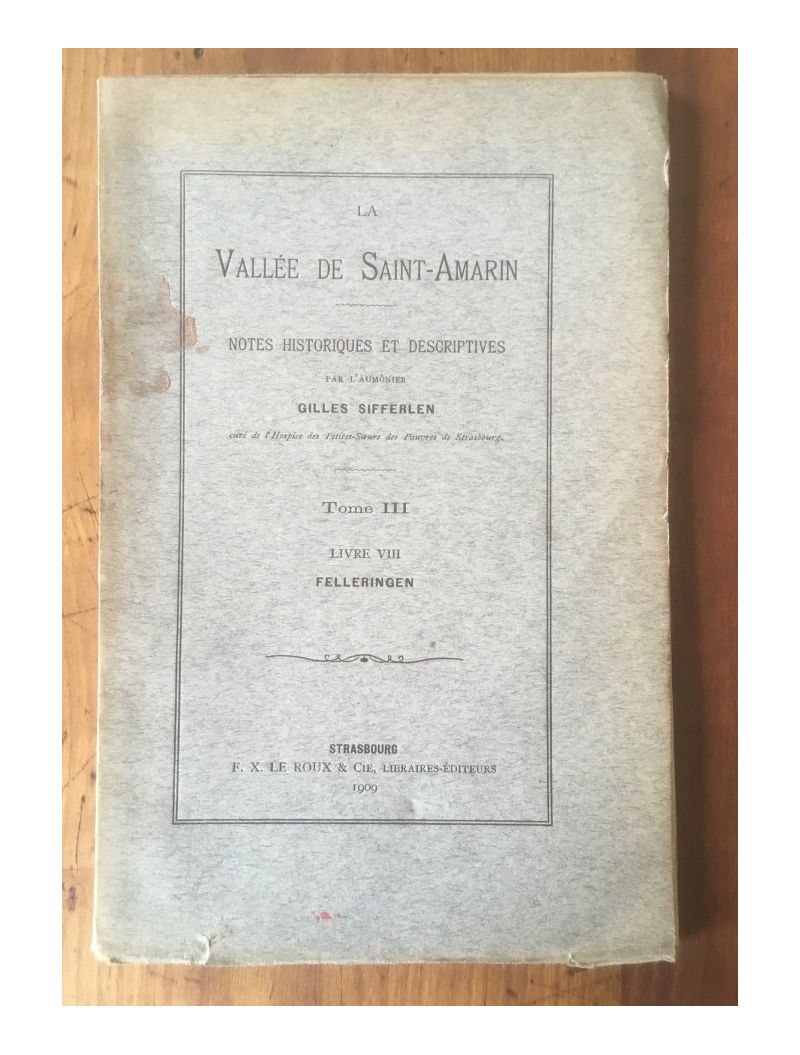 LA
VALLÉE DE SAINT-AMARIN
NOTES HISTORIQUES ET DESCRIPTIVES
PAR L'AUMÔNIER
GILLES SIFFERLEN
curé de l'Hospice des Petites-Sœurs des Pauvres de Strasbourg.
Tome III
LIVRE VIII
FELLERINGEN
STRASBOURG
F. X. LE ROUX & CIE, LIBRAIRES-ÉDITEURS
1909